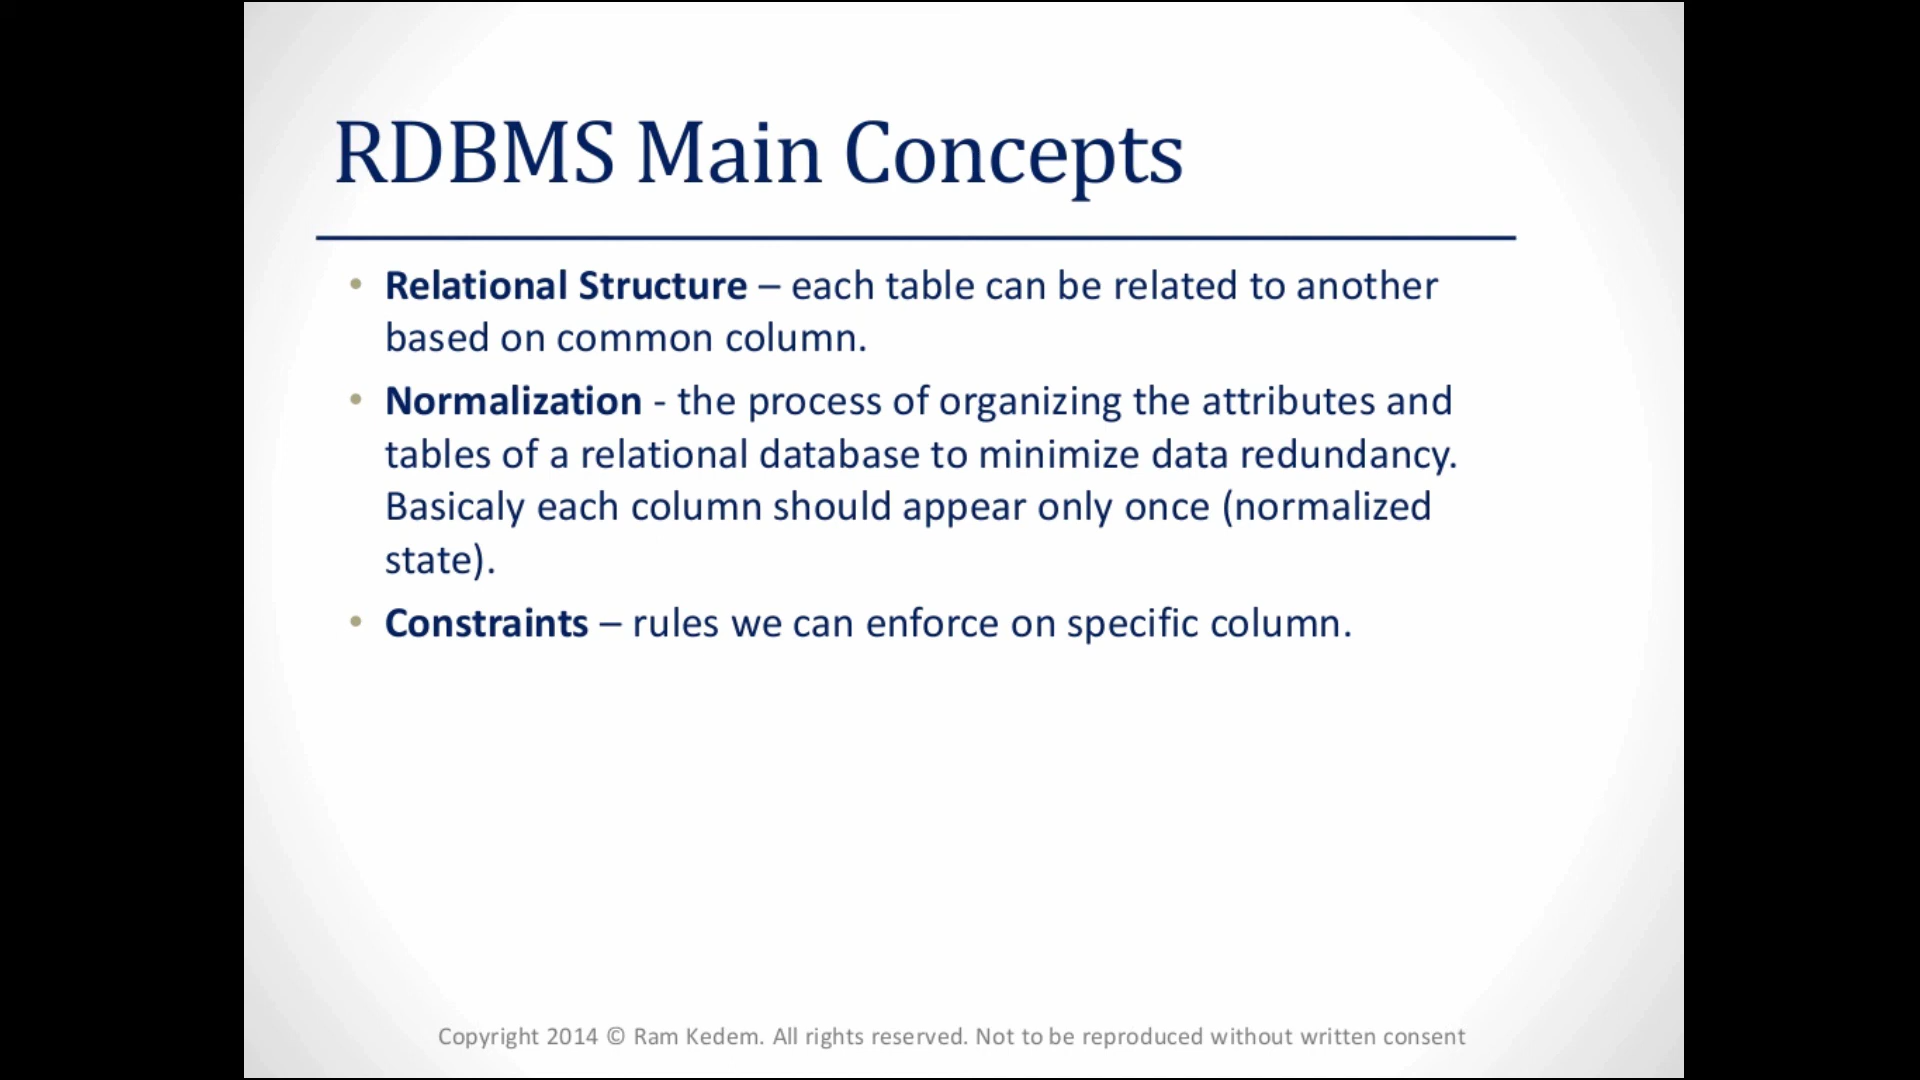 RDBMS Main Concepts
• Relational Structure – each table can be related to another
based on common column.
• Normalization - the process of organizing the attributes and
tables of a relational database to minimize data redundancy.
Basicaly each column should appear only once (normalized
state).
• Constraints – rules we can enforce on specific column.
Copyright 2014 © Ram Kedem. All rights reserved. Not to be reproduced without written consent